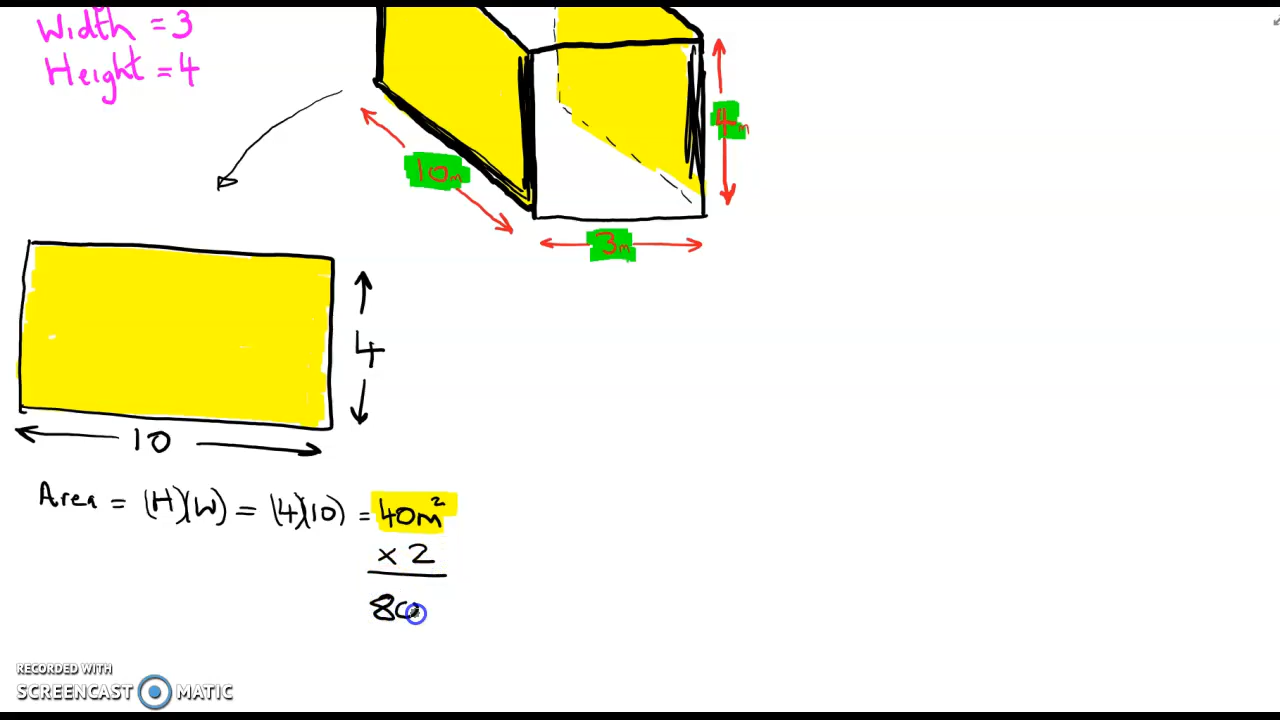 Width = 3
Height = 4
4m
10m
3m
4
10
Area = (H)(W) = (4)(10) = 40m²
x 2
80
RECORDED WITH
SCREENCAST MATIC